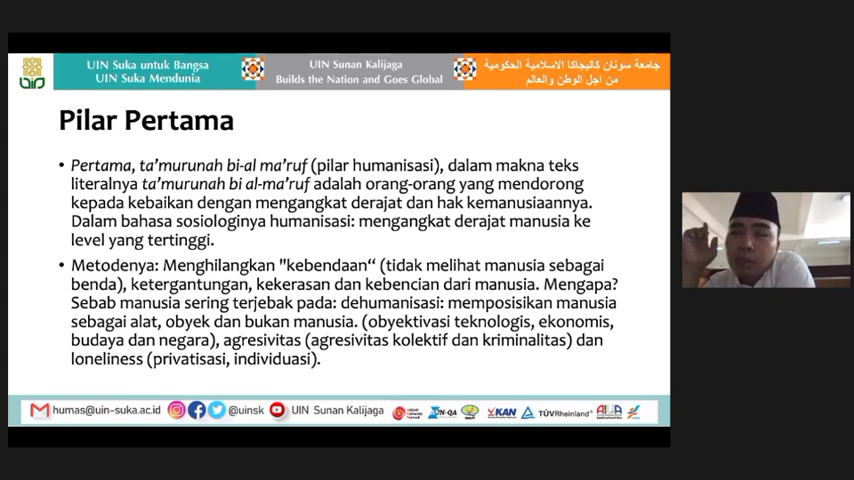 UIN Suka untuk Bangsa
UIN Suka Mendunia
UIN Sunan Kalijaga
Builds the Nation and Goes Global
جامعة سونان كاليجاكا الاسلامية الحكومية
من اجل الوطن والعالم
Pilar Pertama
• Pertama, ta’murunah bi-al ma’ruf (pilar humanisasi), dalam makna teks
literalnya ta’murunah bi al-ma’ruf adalah orang-orang yang mendorong
kepada kebaikan dengan mengangkat derajat dan hak kemanusiaannya.
Dalam bahasa sosiologinya humanisasi: mengangkat derajat manusia ke
level yang tertinggi.
• Metodenya: Menghilangkan "kebendaan“ (tidak melihat manusia sebagai
benda), ketergantungan, kekerasan dan kebencian dari manusia. Mengapa?
Sebab manusia sering terjebak pada: dehumanisasi: memposisikan manusia
sebagai alat, obyek dan bukan manusia. (obyektivasi teknologis, ekonomis,
budaya dan negara), agresivitas (agresivitas kolektif dan kriminalitas) dan
loneliness (privatisasi, individuasi).
humas@uin-suka.ac.id @uinsk UIN Sunan Kalijaga KAN TÜVRheinland